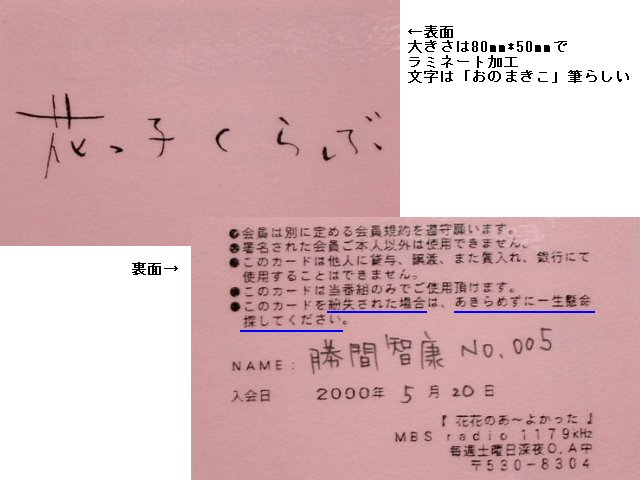 ←表面
大きさは80mm*50mmで
ラミネート加工
文字は「おのまきこ」筆らしい
花っ子くらぶ
裏面→
●会員は別に定める会員規約を遵守願います。
●署名された会員ご本人以外は使用できません。
●このカードは他人に貸与、譲渡、また質入れ、銀行にて
使用することはできません。
●このカードは当番組のみでご使用頂けます。
●このカードを紛失された場合は、あきらめずに一生懸命
探してください。
NAME: 勝間智康 NO.005
入会日 2000年 5月20日
『花花のあ〜よかった』
MBS radio 1179kHz
毎週土曜日深夜O.A中
〒530-8304